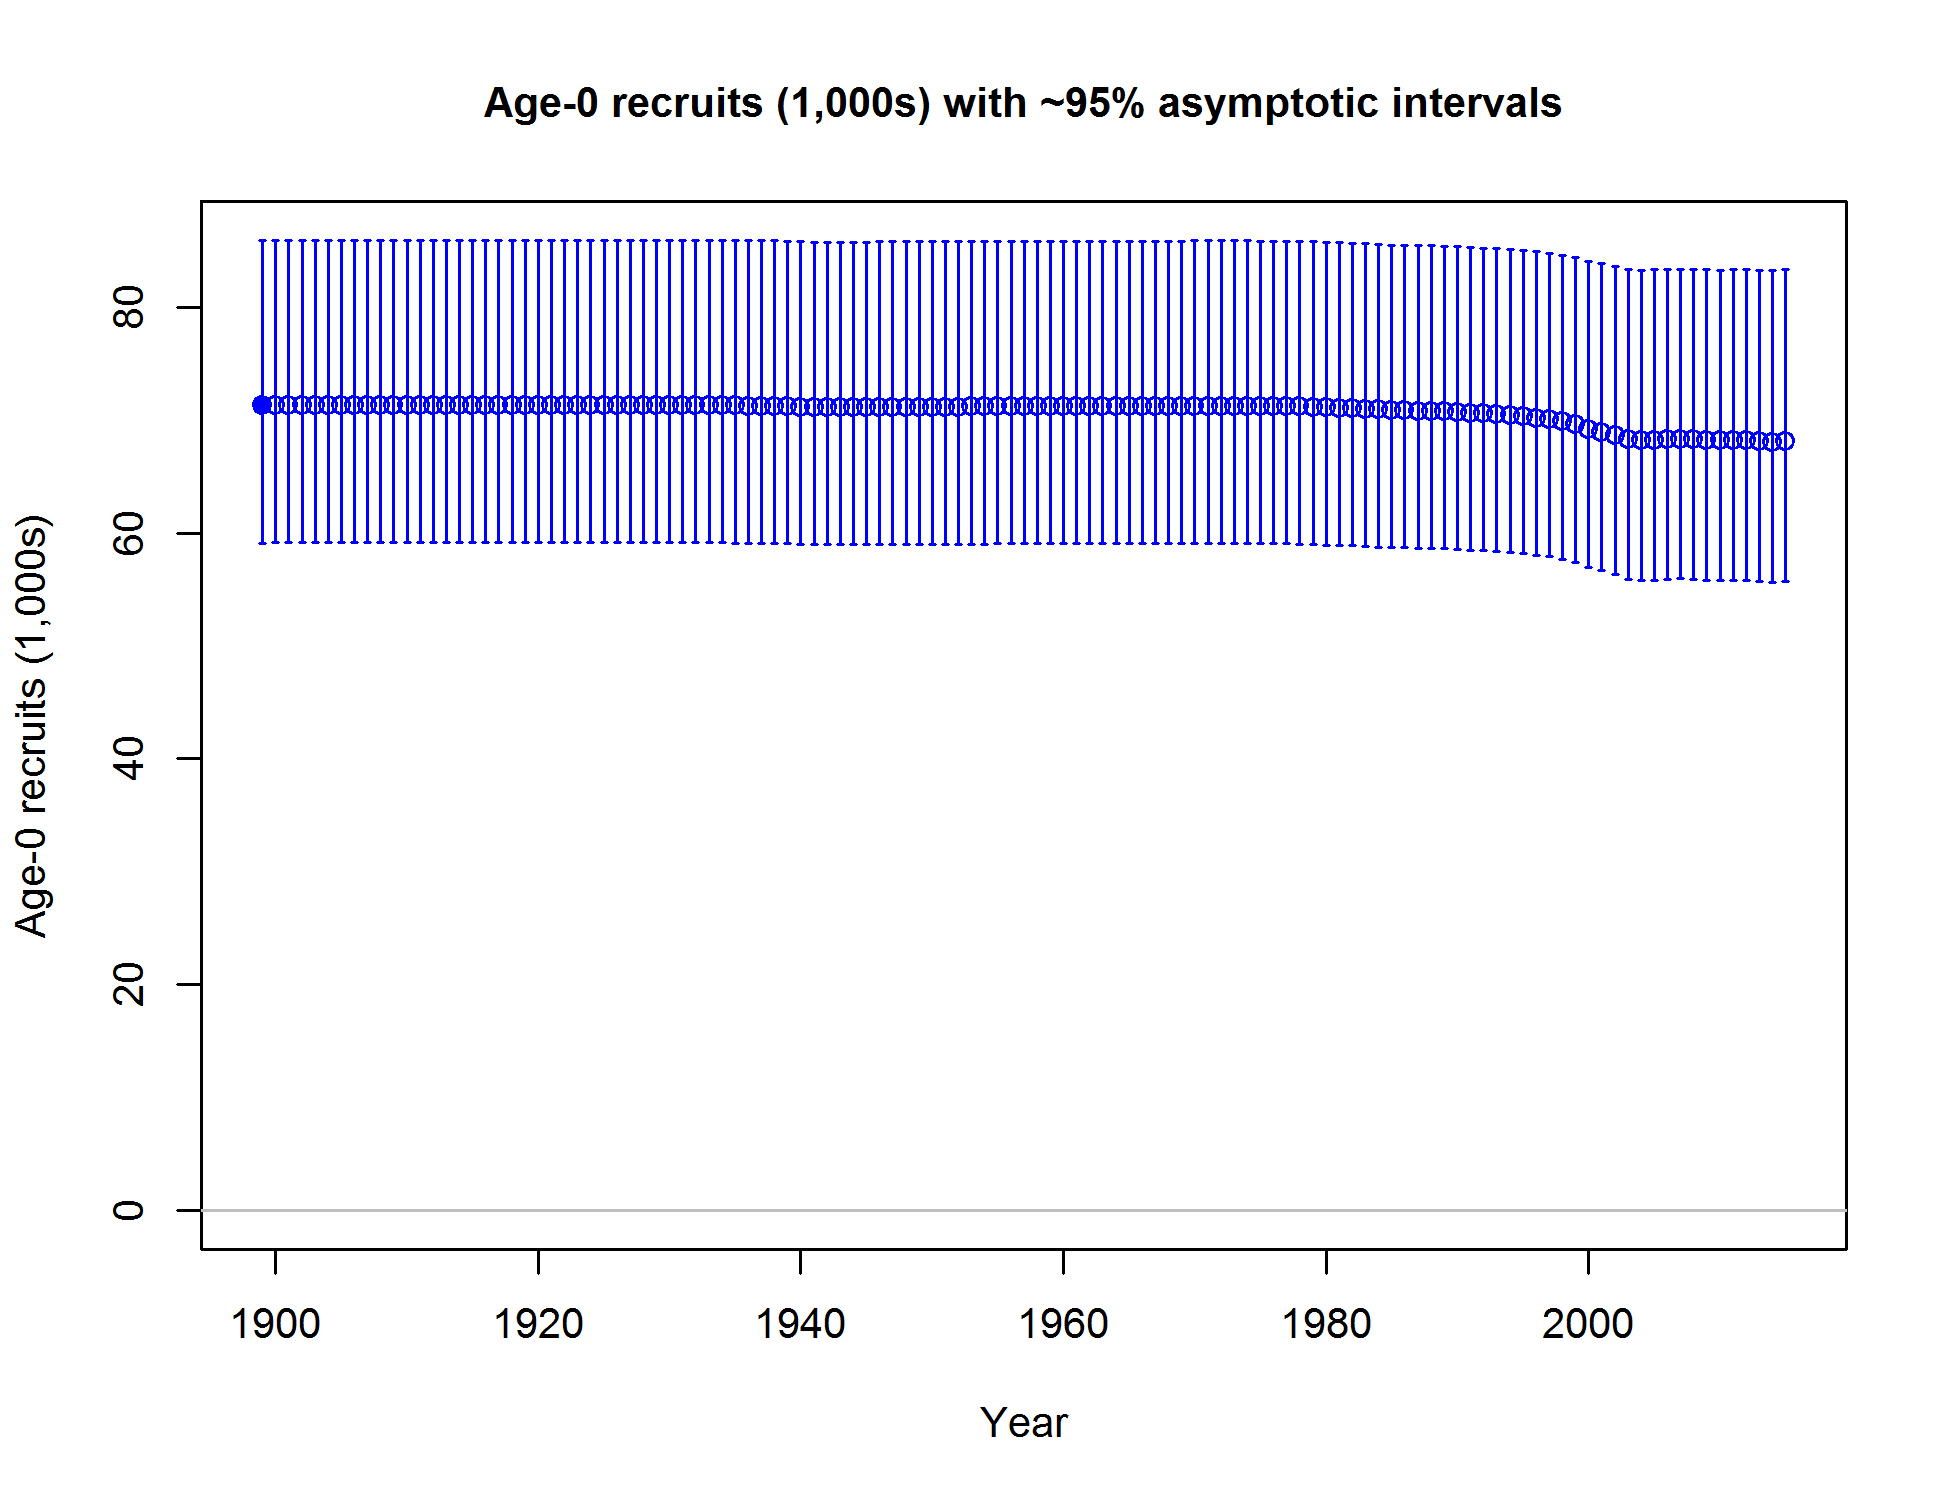 Age-0 recruits (1,000s) with ~95% asymptotic intervals
Age-0 recruits (1,000s)
80
60
40
20
0
1900 1920 1940 1960 1980 2000
Year